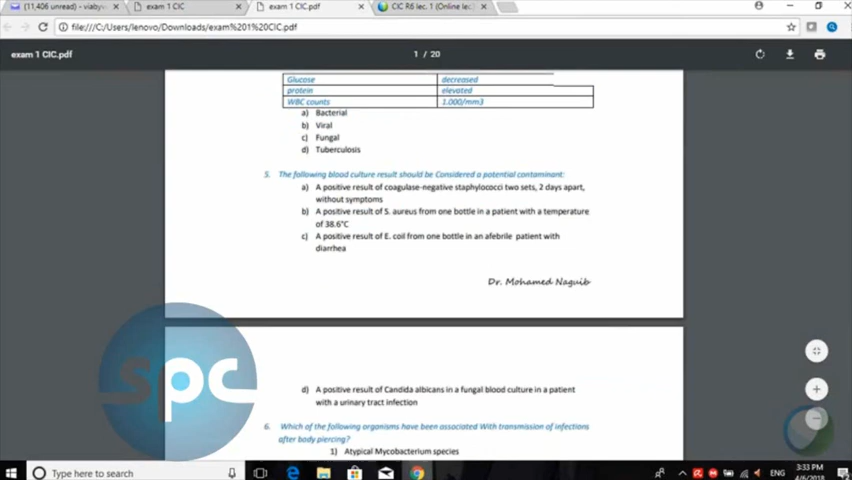 (11,406 unread) - viabyv
exam 1 CIC
exam 1 CIC.pdf
CIC R6 lec. 1 (Online lec
file:///C:/Users/lenovo/Downloads/exam%201%20CIC.pdf
exam 1 CIC.pdf
1 / 20
Glucose decreased
protein elevated
WBC counts 1.000/mm3
a) Bacterial
b) Viral
c) Fungal
d) Tuberculosis
5. The following blood culture result should be Considered a potential contaminant:
a) A positive result of coagulase-negative staphylococci two sets, 2 days apart,
without symptoms
b) A positive result of S. aureus from one bottle in a patient with a temperature
of 38.6°C
c) A positive result of E. coil from one bottle in an afebrile patient with
diarrhea
Dr. Mohamed Naguib
spc
d) A positive result of Candida albicans in a fungal blood culture in a patient
with a urinary tract infection
6. Which of the following organisms have been associated With transmission of infections
after body piercing?
1) Atypical Mycobacterium species
Type here to search
ENG
3:33 PM
4/6/2018